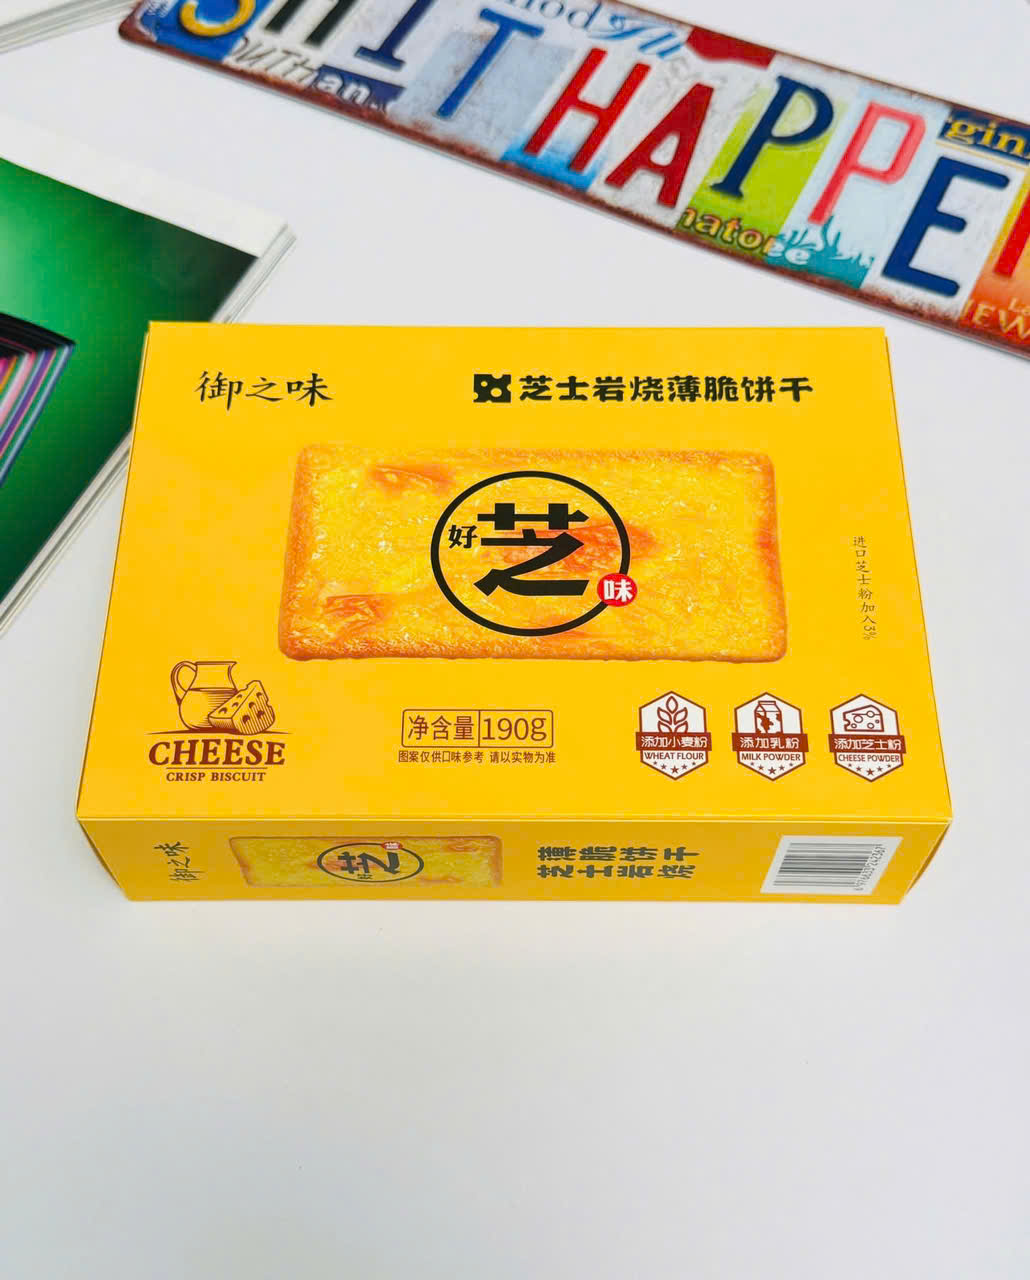 SHIT HAPPE
御之味
芝士岩烧薄脆饼干
好芝味
进口芝士粉加入3%
CHEESE
CRISP BISCUIT
净含量 190g
图案仅供口味参考 请以实物为准
添加小麦粉
WHEAT FLOUR
添加乳粉
MILK POWDER
添加芝士粉
CHEESE POWDER
御之味
好芝味
薄脆饼干
芝士岩烧